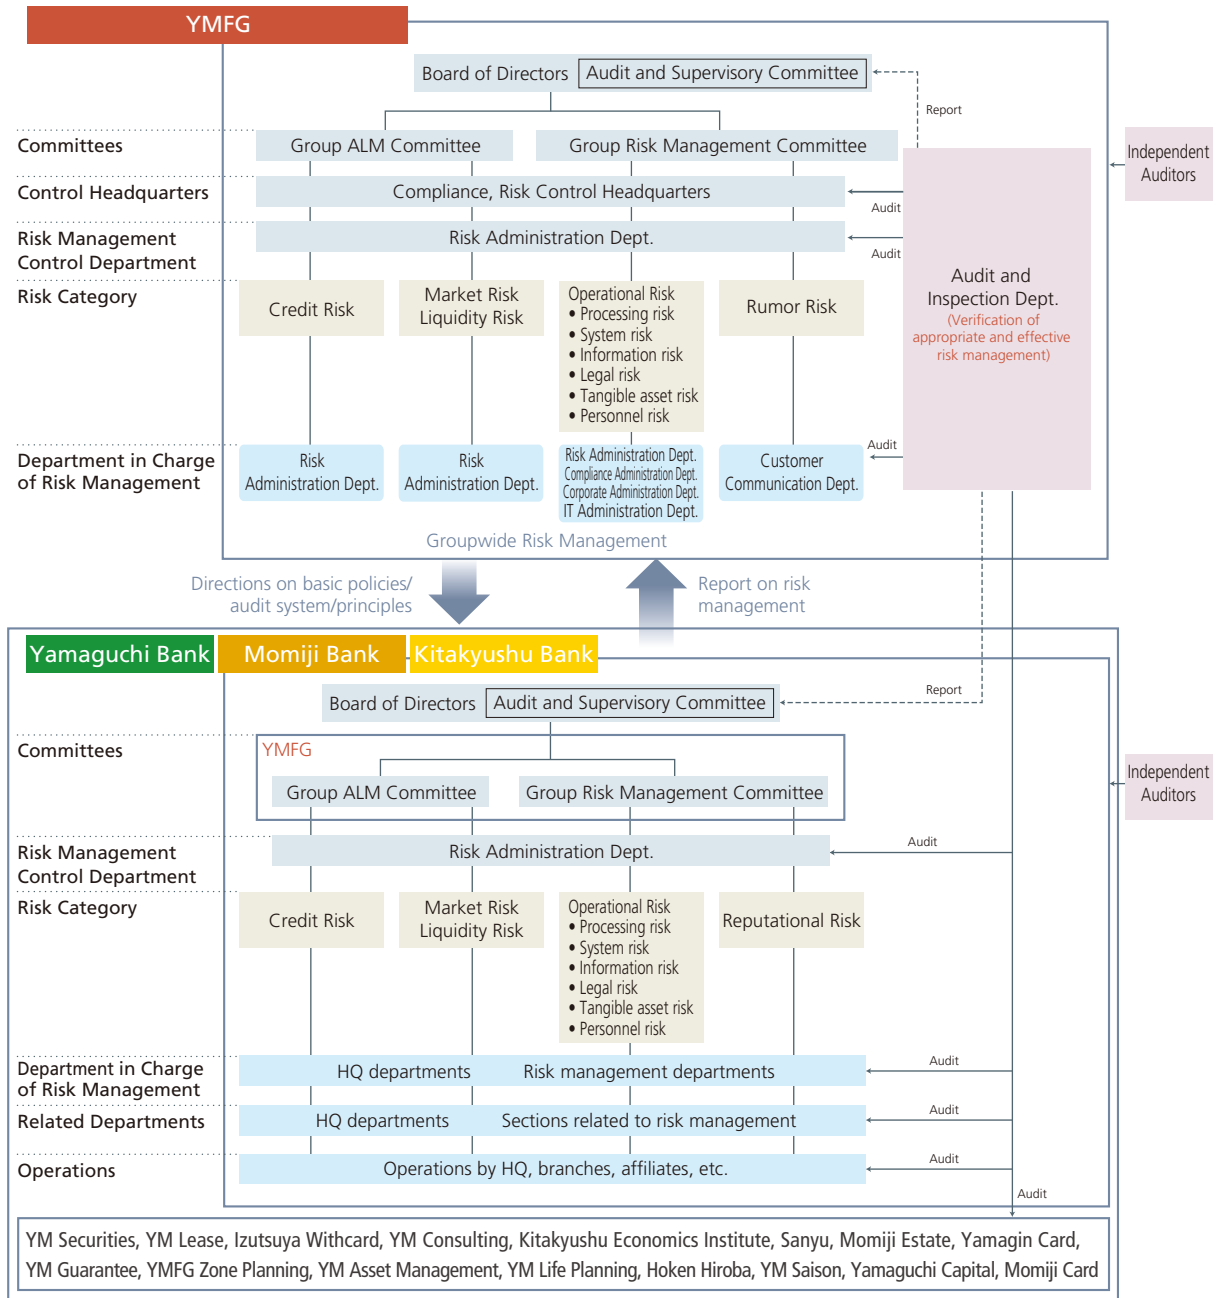 YMFG
Board of Directors
Audit and Supervisory Committee
Report
Committees
Group ALM Committee
Group Risk Management Committee
Independent
Auditors
Control Headquarters
Compliance, Risk Control Headquarters
Audit
Risk Management
Control Department
Risk Administration Dept.
Audit
Audit and
Inspection Dept.
(Verification of
appropriate and effective
risk management)
Risk Category
Credit Risk
Market Risk
Liquidity Risk
Operational Risk
• Processing risk
• System risk
• Information risk
• Legal risk
• Tangible asset risk
• Personnel risk
Rumor Risk
Department in Charge
of Risk Management
Risk
Administration Dept.
Risk
Administration Dept.
Risk Administration Dept.
Compliance Administration Dept.
Corporate Administration Dept.
IT Administration Dept.
Customer
Communication Dept.
Audit
Groupwide Risk Management
Directions on basic policies/
audit system/principles
Report on risk
management
Yamaguchi Bank
Momiji Bank
Kitakyushu Bank
Board of Directors
Audit and Supervisory Committee
Report
Committees
YMFG
Group ALM Committee
Group Risk Management Committee
Independent
Auditors
Risk Management
Control Department
Risk Administration Dept.
Audit
Risk Category
Credit Risk
Market Risk
Liquidity Risk
Operational Risk
• Processing risk
• System risk
• Information risk
• Legal risk
• Tangible asset risk
• Personnel risk
Reputational Risk
Department in Charge
of Risk Management
HQ departments
Risk management departments
Audit
Related Departments
HQ departments
Sections related to risk management
Audit
Operations
Operations by HQ, branches, affiliates, etc.
Audit
Audit
YM Securities, YM Lease, Izutsuya Withcard, YM Consulting, Kitakyushu Economics Institute, Sanyu, Momiji Estate, Yamagin Card,
YM Guarantee, YMFG Zone Planning, YM Asset Management, YM Life Planning, Hoken Hiroba, YM Saison, Yamaguchi Capital, Momiji Card